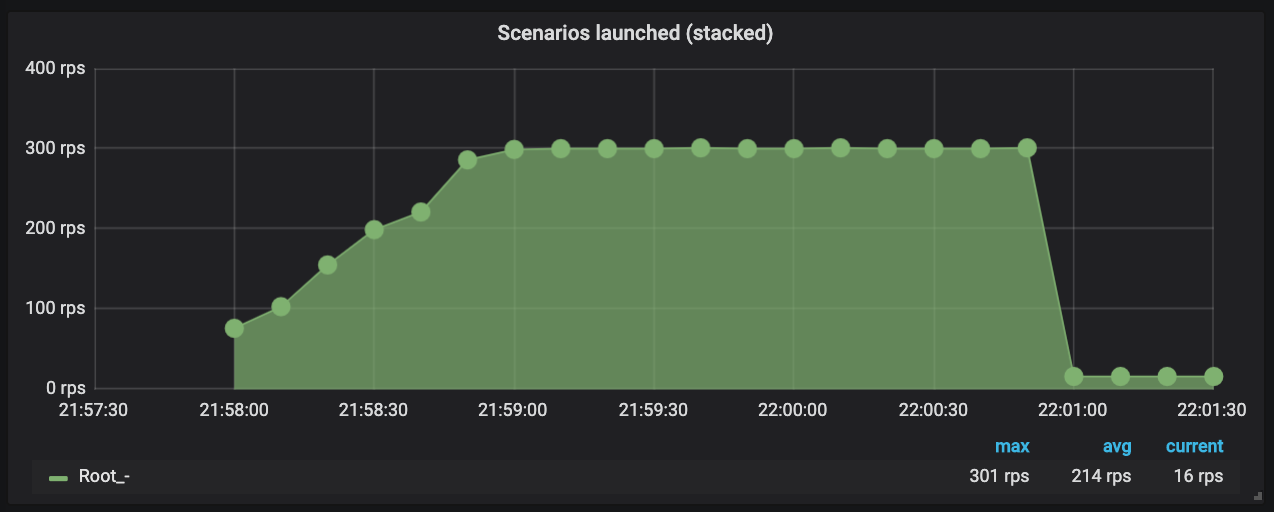 Scenarios launched (stacked)
400 rps
300 rps
200 rps
100 rps
0 rps
21:57:30 21:58:00 21:58:30 21:59:00 21:59:30 22:00:00 22:00:30 22:01:00 22:01:30
max avg current
Root_- 301 rps 214 rps 16 rps